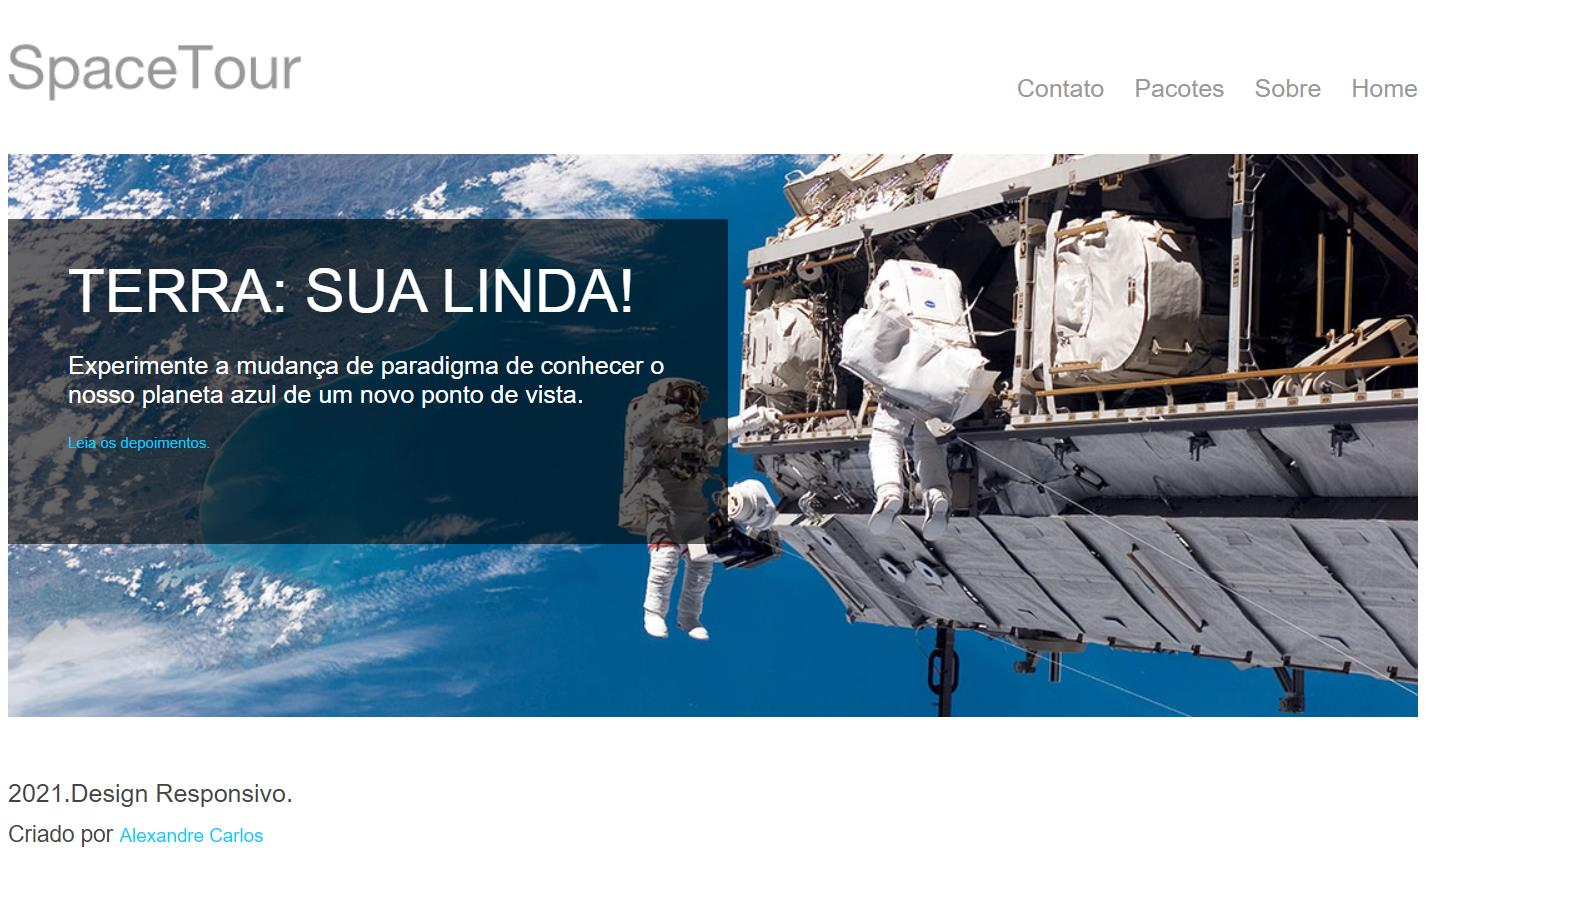 SpaceTour
Contato Pacotes Sobre Home
TERRA: SUA LINDA!
Experimente a mudança de paradigma de conhecer o
nosso planeta azul de um novo ponto de vista.
Leia os depoimentos.
2021.Design Responsivo.
Criado por Alexandre Carlos